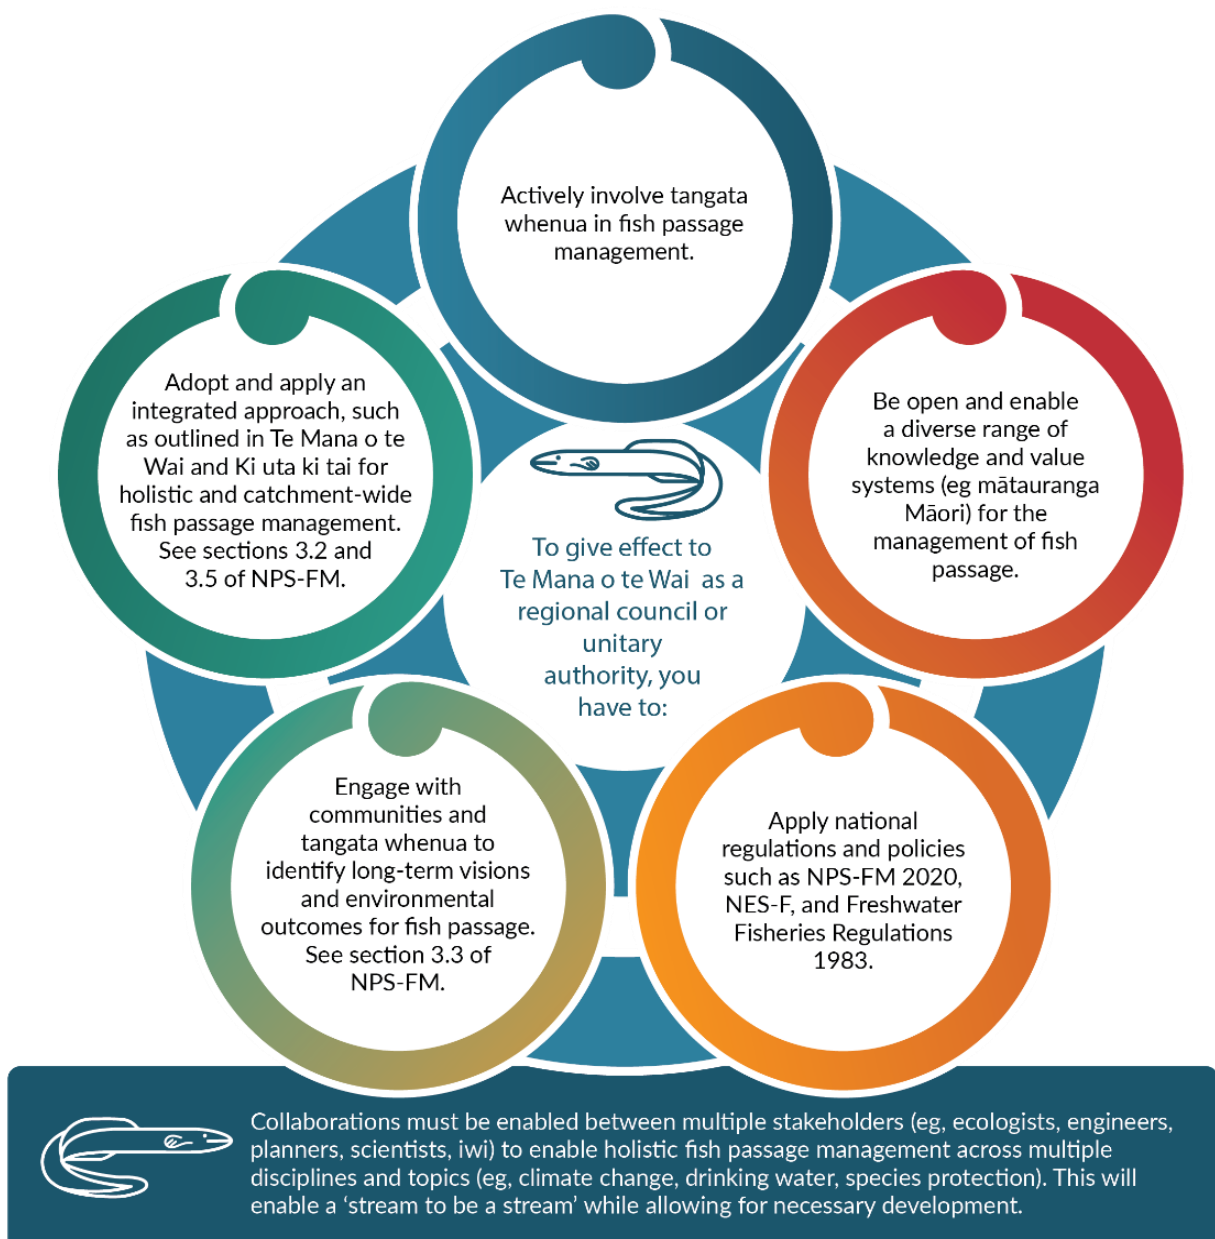 Actively involve tangata
whenua in fish passage
management.
Adopt and apply an
integrated approach, such
as outlined in Te Mana o te
Wai and Ki uta ki tai for
holistic and catchment-wide
fish passage management.
See sections 3.2 and
3.5 of NPS-FM.
Be open and enable
a diverse range of
knowledge and value
systems (eg mātauranga
Māori) for the
management of fish
passage.
To give effect to
Te Mana o te Wai as a
regional council or
unitary
authority, you
have to:
Engage with
communities and
tangata whenua to
identify long-term visions
and environmental
outcomes for fish passage.
See section 3.3 of
NPS-FM.
Apply national
regulations and policies
such as NPS-FM 2020,
NES-F, and Freshwater
Fisheries Regulations
1983.
Collaborations must be enabled between multiple stakeholders (eg, ecologists, engineers,
planners, scientists, iwi) to enable holistic fish passage management across multiple
disciplines and topics (eg, climate change, drinking water, species protection). This will
enable a ‘stream to be a stream’ while allowing for necessary development.